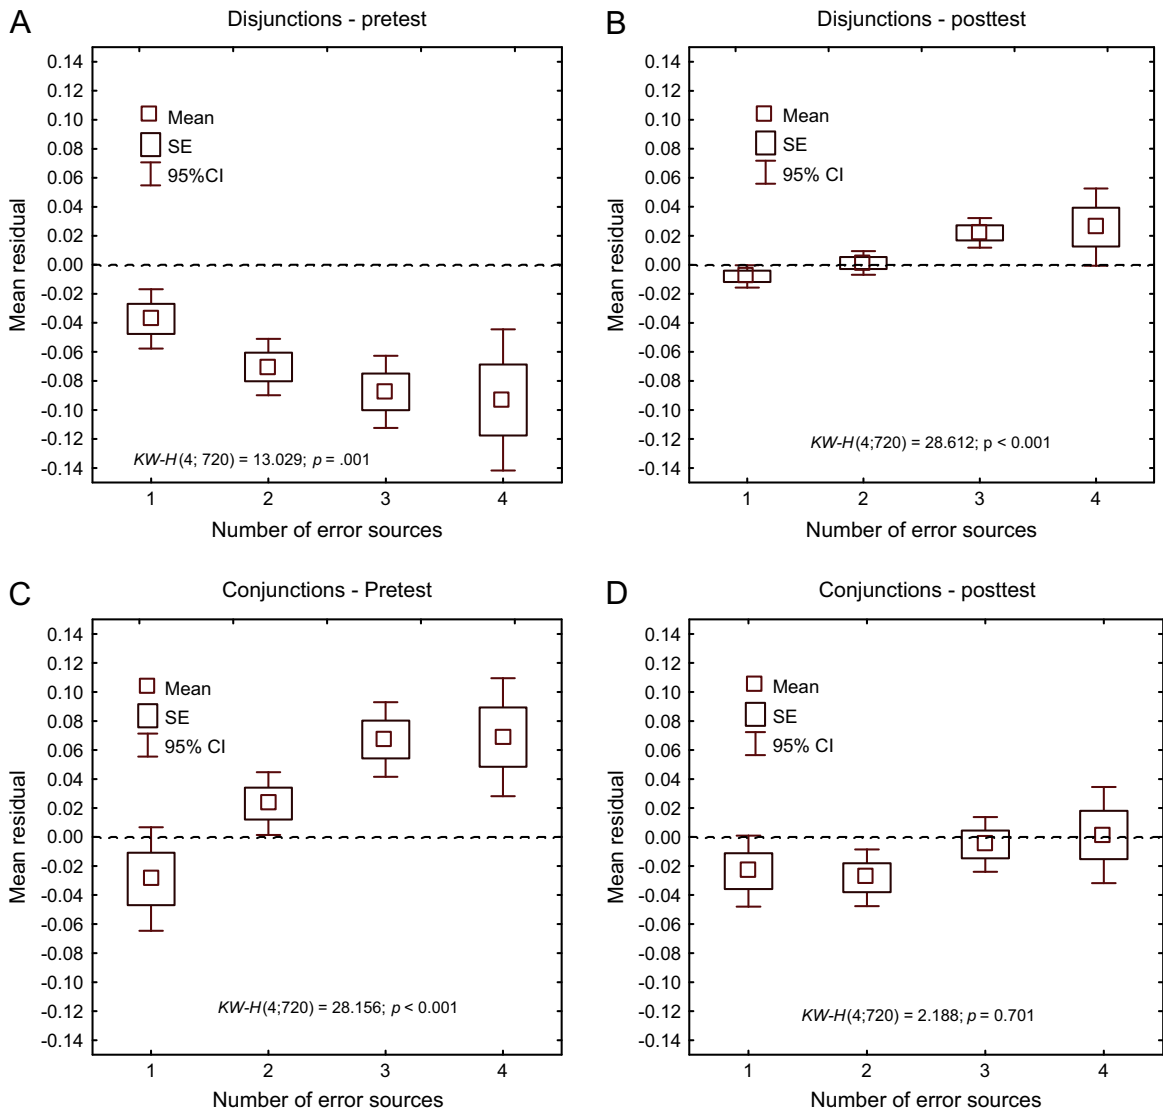 A
Disjunctions - pretest
0.14
0.12
0.10
0.08
0.06
0.04
0.02
0.00
-0.02
-0.04
-0.06
-0.08
-0.10
-0.12
-0.14
Mean residual
Mean
SE
95%CI
KW-H(4; 720) = 13.029; p = .001
1 2 3 4
Number of error sources
B
Disjunctions - posttest
0.14
0.12
0.10
0.08
0.06
0.04
0.02
0.00
-0.02
-0.04
-0.06
-0.08
-0.10
-0.12
-0.14
Mean residual
Mean
SE
95% CI
KW-H(4;720) = 28.612; p < 0.001
1 2 3 4
Number of error sources
C
Conjunctions - Pretest
0.14
0.12
0.10
0.08
0.06
0.04
0.02
0.00
-0.02
-0.04
-0.06
-0.08
-0.10
-0.12
-0.14
Mean residual
Mean
SE
95% CI
KW-H(4;720) = 28.156; p < 0.001
1 2 3 4
Number of error sources
D
Conjunctions - posttest
0.14
0.12
0.10
0.08
0.06
0.04
0.02
0.00
-0.02
-0.04
-0.06
-0.08
-0.10
-0.12
-0.14
Mean residual
Mean
SE
95% CI
KW-H(4;720) = 2.188; p = 0.701
1 2 3 4
Number of error sources